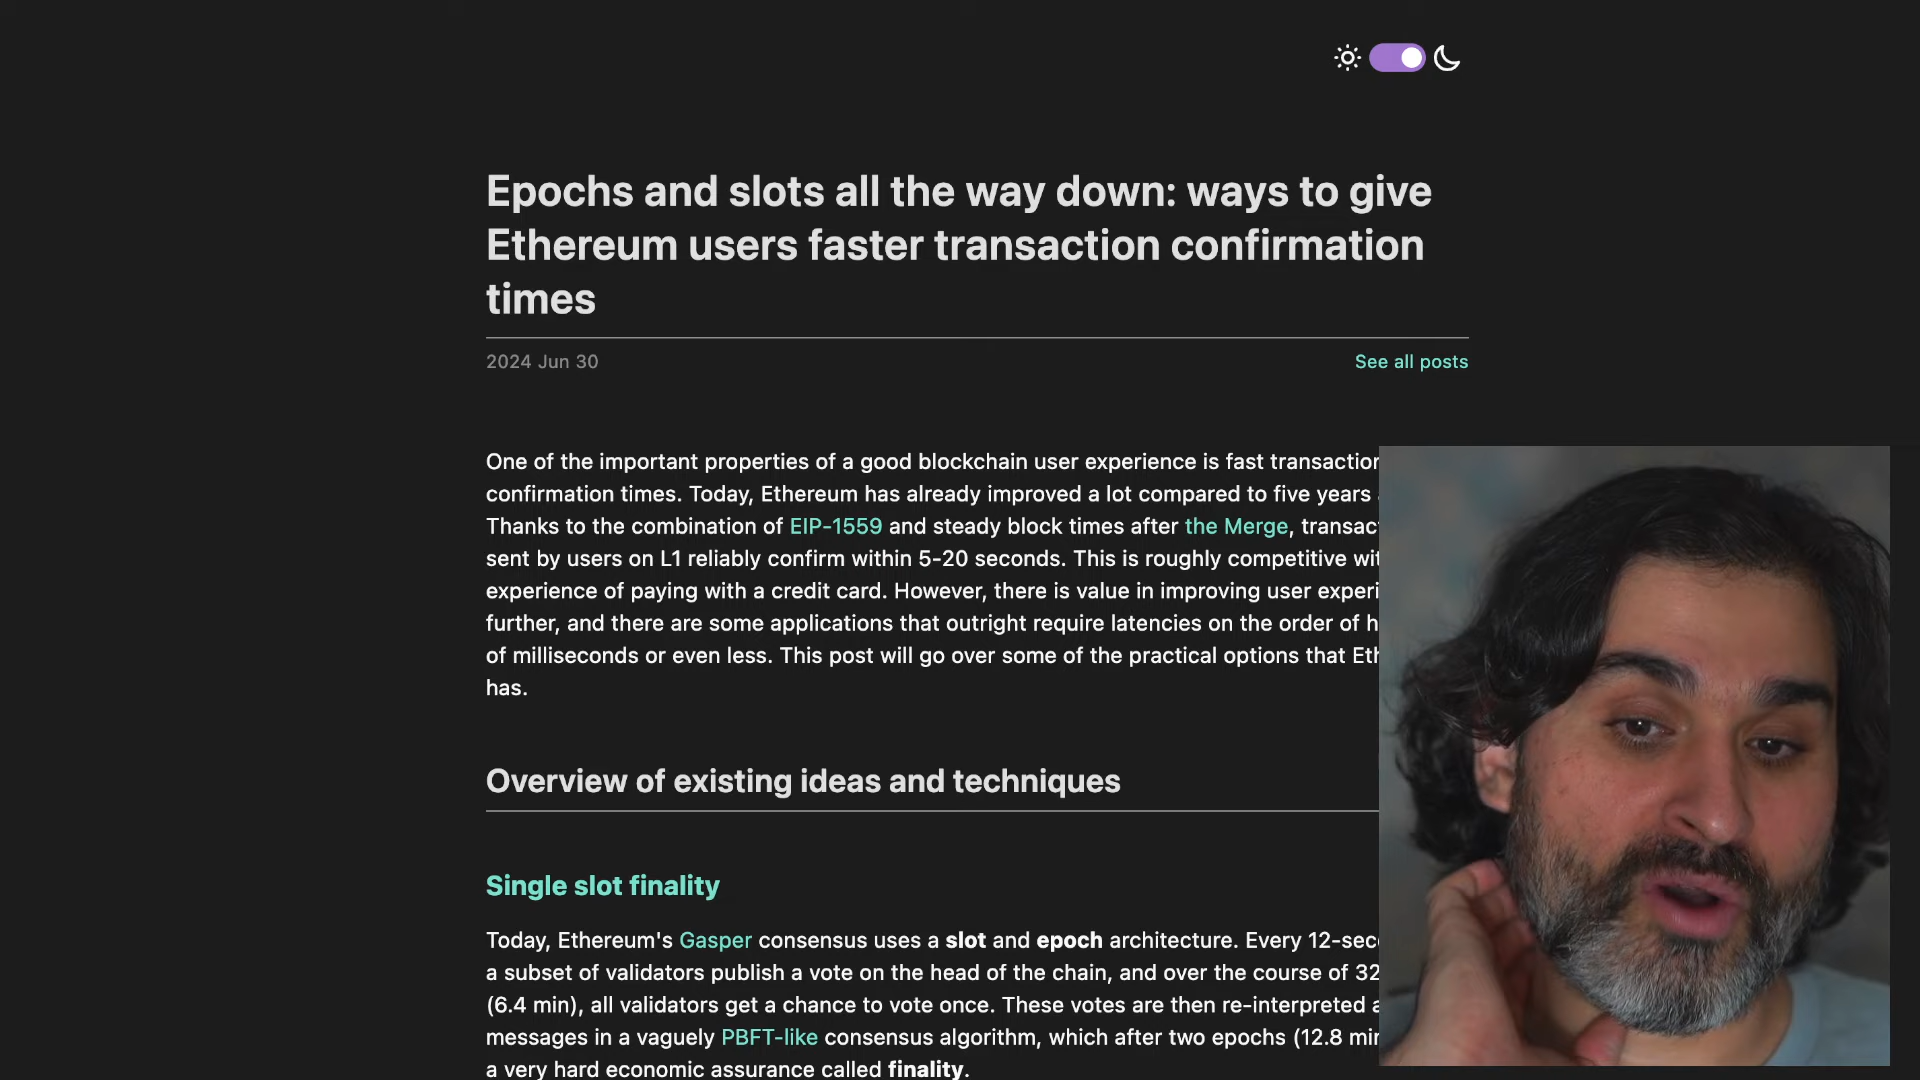 Epochs and slots all the way down: ways to give
Ethereum users faster transaction confirmation
times
2024 Jun 30
See all posts
One of the important properties of a good blockchain user experience is fast transaction
confirmation times. Today, Ethereum has already improved a lot compared to five years
Thanks to the combination of EIP-1559 and steady block times after the Merge,
sent by users on L1 reliably confirm within 5-20 seconds. This is roughly competitive
experience of paying with a credit card. However, there is value in improving user
further, and there are some applications that outright require latencies on the order of
of milliseconds or even less. This post will go over some of the practical options that
has.
Overview of existing ideas and techniques
Single slot finality
Today, Ethereum's Gasper consensus uses a slot and epoch architecture. Every
a subset of validators publish a vote on the head of the chain, and over the course of 32
(6.4 min), all validators get a chance to vote once. These votes are then re-interpreted
messages in a vaguely PBFT-like consensus algorithm, which after two epochs (12.8
a very hard economic assurance called finality.